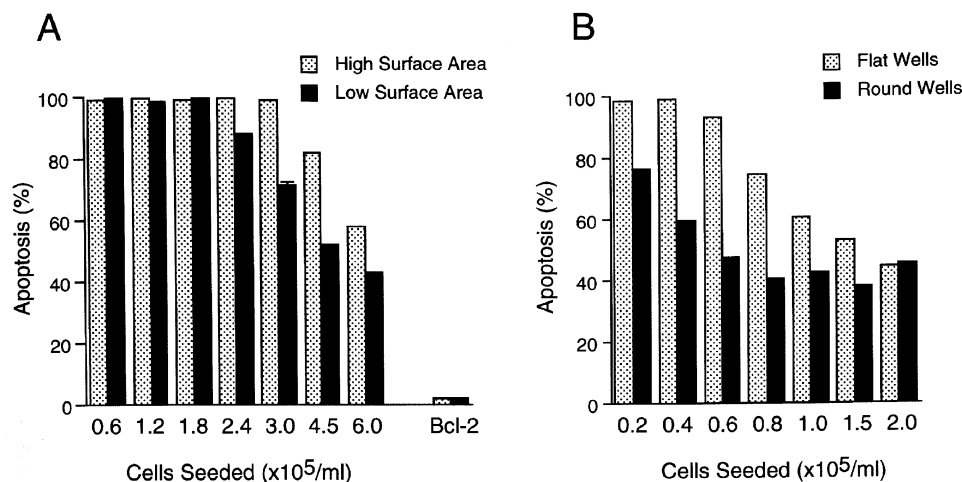 A
High Surface Area
Low Surface Area
Apoptosis (%)
100
80
60
40
20
0
0.6 1.2 1.8 2.4 3.0 4.5 6.0 Bcl-2
Cells Seeded (x10⁵/ml)
B
Flat Wells
Round Wells
Apoptosis (%)
100
80
60
40
20
0
0.2 0.4 0.6 0.8 1.0 1.5 2.0
Cells Seeded (x10⁵/ml)